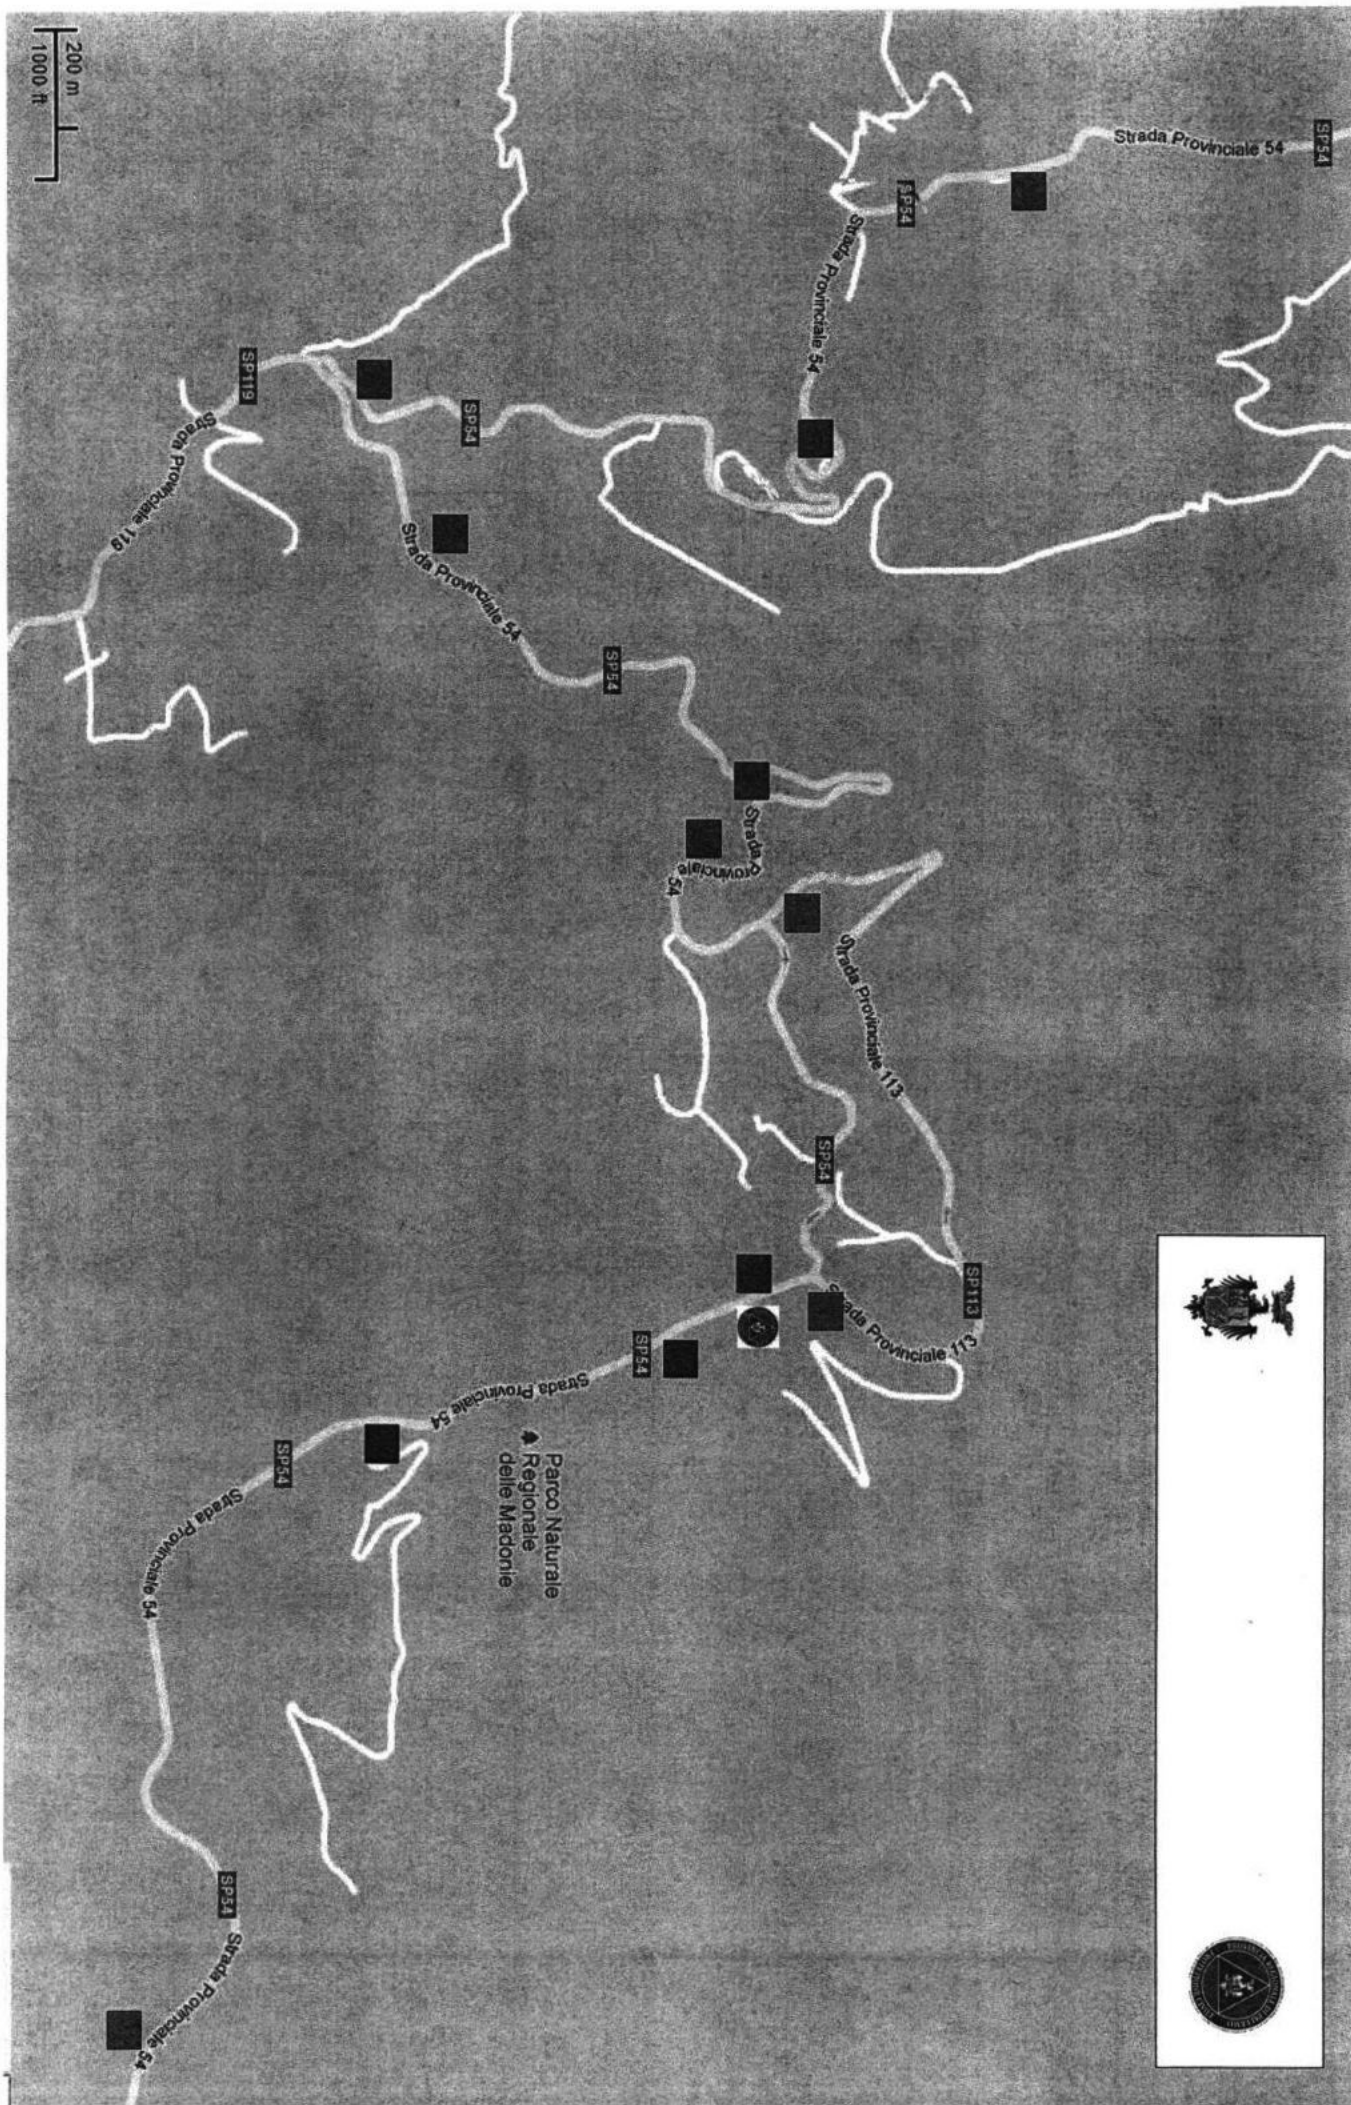 SP54
Strada Provinciale 54
SP113
SP54
Strada Provinciale 113
Strada Provinciale 113
Strada Provinciale 54
SP54
Strada Provinciale 54
SP54
SP54
Parco Naturale
Regionale
delle Madonie
Strada Provinciale 54
SP54
Strada Provinciale 54
SP54
SP119
SP54
Strada Provinciale 54
Strada Provinciale 54
Strada Provinciale 119
200 m
1000 ft